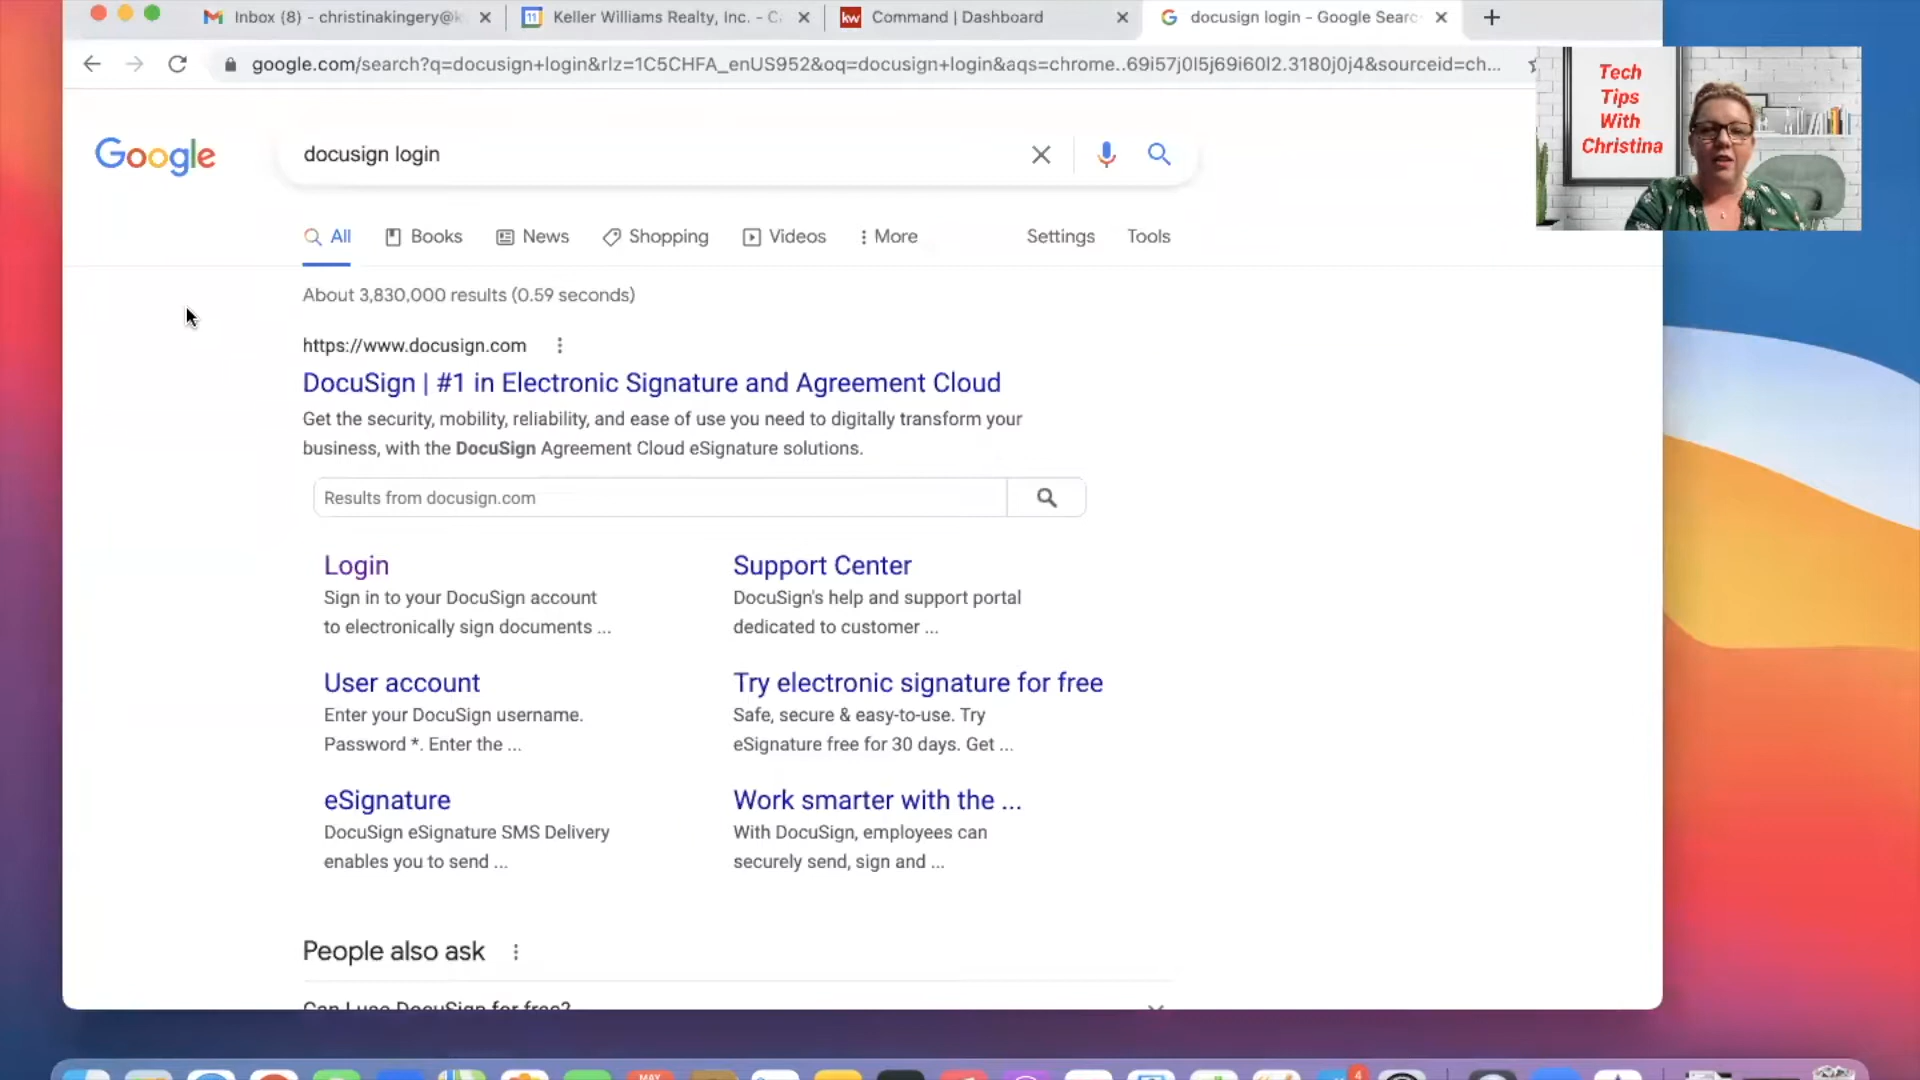 Inbox (8) - christinakingery@k
Keller Williams Realty, Inc. - C
kw Command | Dashboard
docusign login - Google Searc
google.com/search?q=docusign+login&rlz=1C5CHFA_enUS952&oq=docusign+login&aqs=chrome..69i57j0l5j69i60l2.3180j0j4&sourceid=ch...
Tech
Tips
With
Christina
Google
docusign login
All
Books
News
Shopping
Videos
More
Settings
Tools
About 3,830,000 results (0.59 seconds)
https://www.docusign.com
DocuSign | #1 in Electronic Signature and Agreement Cloud
Get the security, mobility, reliability, and ease of use you need to digitally transform your
business, with the DocuSign Agreement Cloud eSignature solutions.
Results from docusign.com
Login
Sign in to your DocuSign account
to electronically sign documents ...
Support Center
DocuSign's help and support portal
dedicated to customer ...
User account
Enter your DocuSign username.
Password *. Enter the ...
Try electronic signature for free
Safe, secure & easy-to-use. Try
eSignature free for 30 days. Get ...
eSignature
DocuSign eSignature SMS Delivery
enables you to send ...
Work smarter with the ...
With DocuSign, employees can
securely send, sign and ...
People also ask
Can I use DocuSign for free?
MAY
4